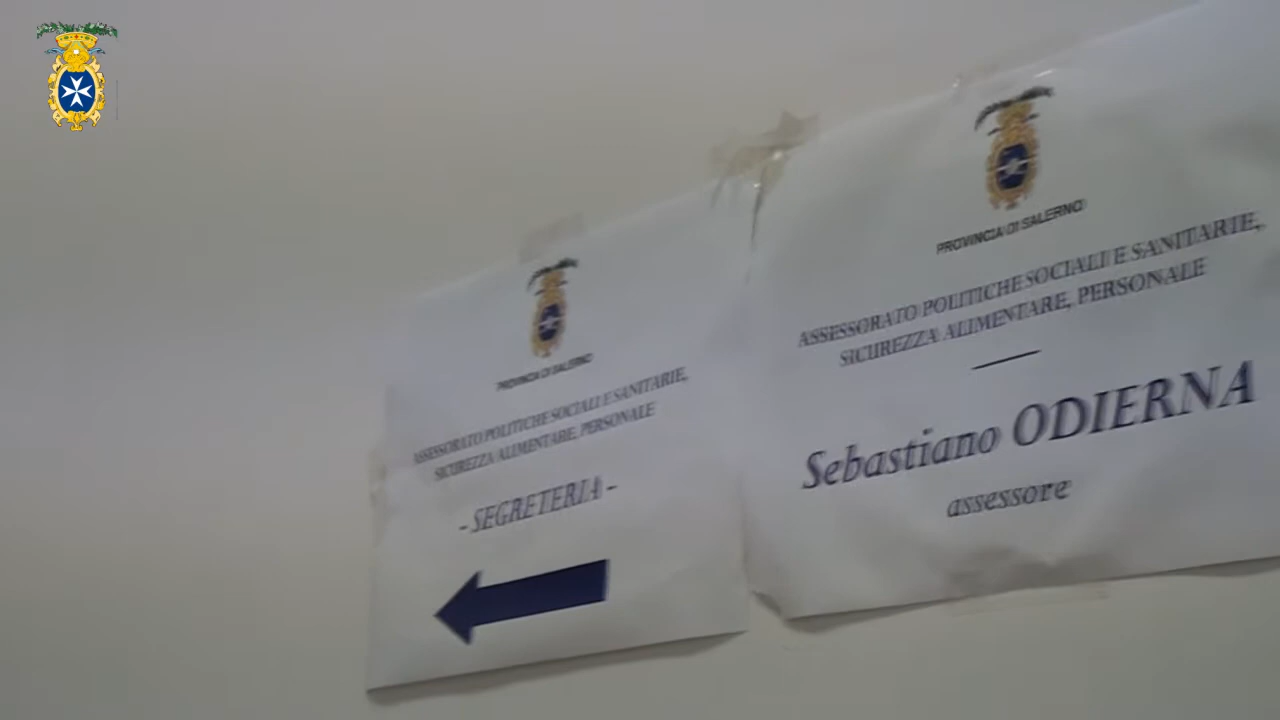 PROVINCIA DI SALERNO
ASSESSORATO POLITICHE SOCIALI E SANITARIE,
SICUREZZA ALIMENTARE, PERSONALE
- SEGRETERIA -
PROVINCIA DI SALERNO
ASSESSORATO POLITICHE SOCIALI E SANITARIE,
SICUREZZA ALIMENTARE, PERSONALE
Sebastiano ODIERNA
assessore